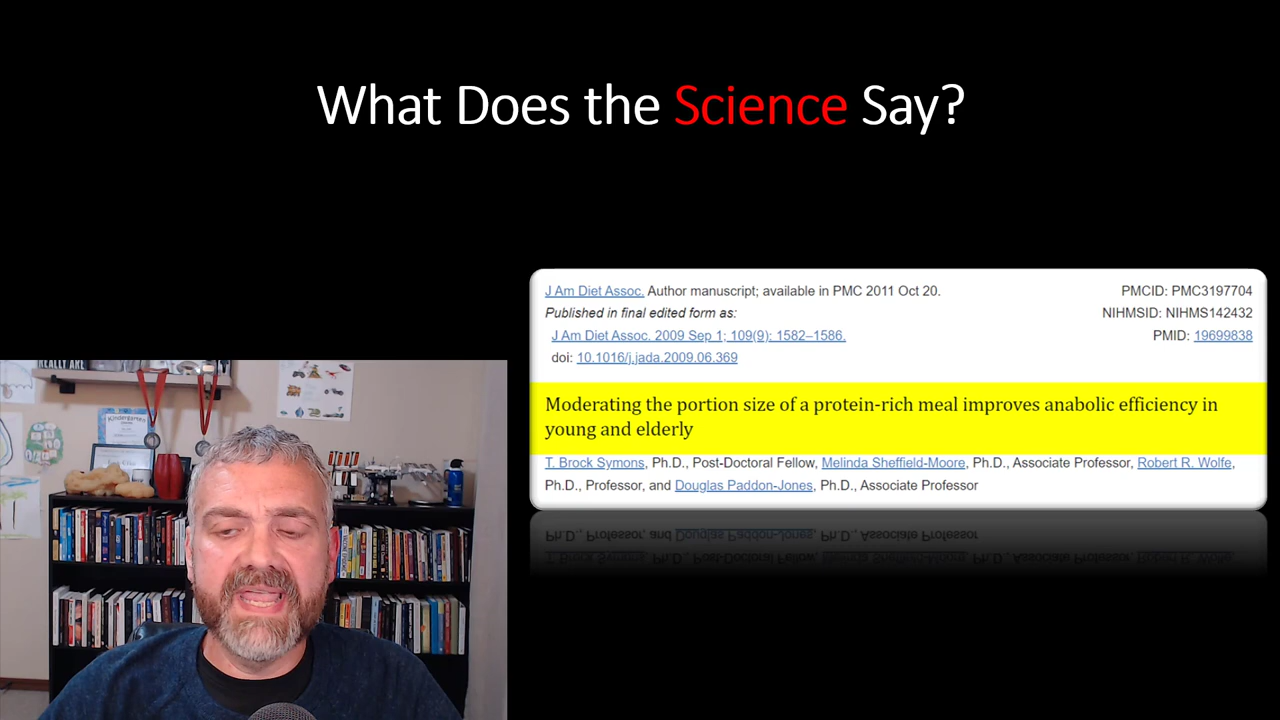 What Does the Science Say?
J Am Diet Assoc. Author manuscript; available in PMC 2011 Oct 20.
PMCID: PMC3197704
Published in final edited form as:
NIHMSID: NIHMS142432
J Am Diet Assoc. 2009 Sep 1; 109(9): 1582–1586.
PMID: 19699838
doi: 10.1016/j.jada.2009.06.369
Moderating the portion size of a protein-rich meal improves anabolic efficiency in
young and elderly
T. Brock Symons, Ph.D., Post-Doctoral Fellow, Melinda Sheffield-Moore, Ph.D., Associate Professor, Robert R. Wolfe,
Ph.D., Professor, and Douglas Paddon-Jones, Ph.D., Associate Professor
REALLY ARE
Kindergarten